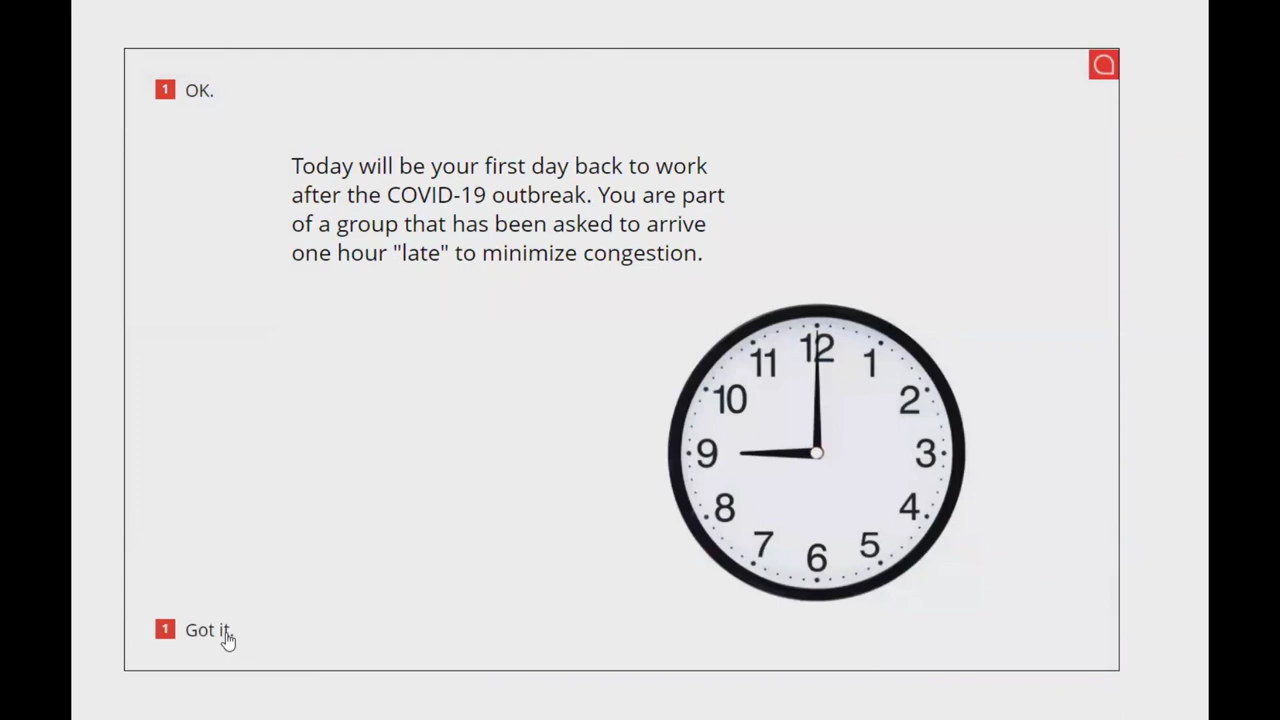 1 OK.
Today will be your first day back to work
after the COVID-19 outbreak. You are part
of a group that has been asked to arrive
one hour "late" to minimize congestion.
12
11 1
10 2
9 3
8 4
7 5
6
1 Got it.